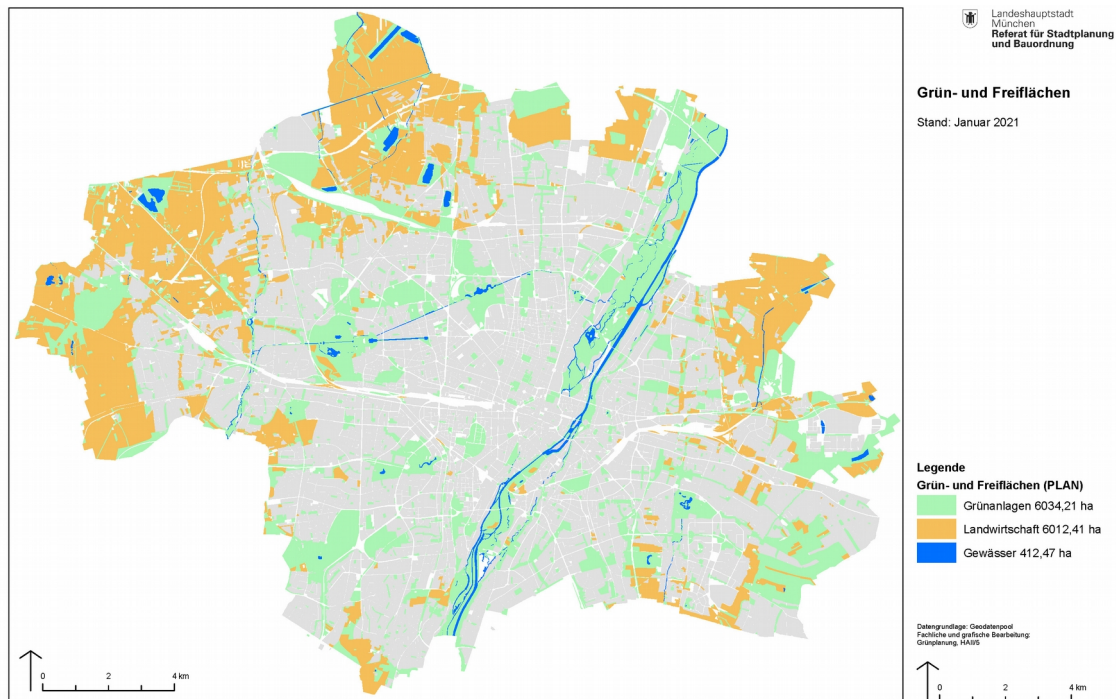 Landeshauptstadt
München
Referat für Stadtplanung
und Bauordnung
Grün- und Freiflächen
Stand: Januar 2021
Legende
Grün- und Freiflächen (PLAN)
Grünanlagen 6034,21 ha
Landwirtschaft 6012,41 ha
Gewässer 412,47 ha
Datengrundlage: Geodatenpool
Fachliche und grafische Bearbeitung:
Grünplanung, HAII/5
0 2 4 km
0 2 4 km